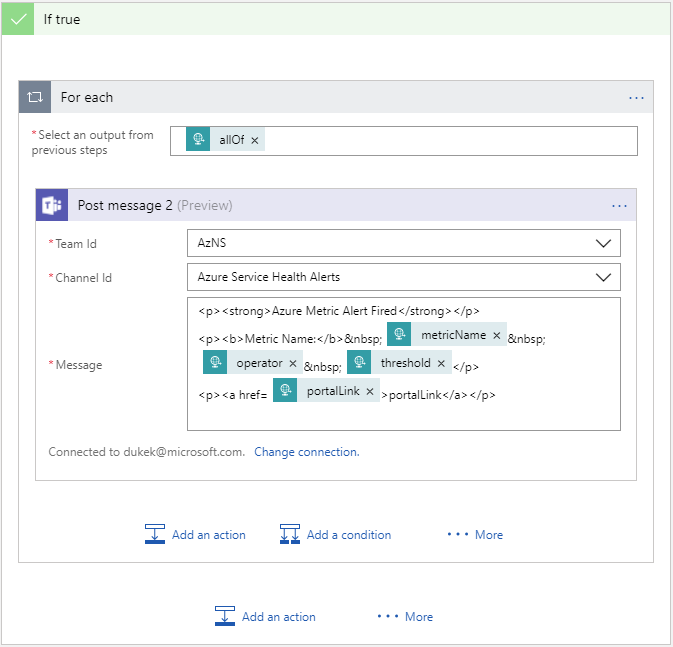 If true
For each
...
*Select an output from
previous steps
allOf ×
Post message 2 (Preview)
...
*Team Id
AzNS
*Channel Id
Azure Service Health Alerts
*Message
<p><strong>Azure Metric Alert Fired</strong></p>
<p><b>Metric Name:</b>&nbsp; metricName × &nbsp;
operator × &nbsp; threshold × </p>
<p><a href= portalLink × >portalLink</a></p>
Connected to dukek@microsoft.com. Change connection.
Add an action Add a condition ... More
Add an action ... More